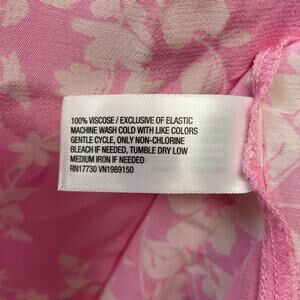 100% VISCOSE / EXCLUSIVE OF ELASTIC
MACHINE WASH COLD WITH LIKE COLORS
GENTLE CYCLE, ONLY NON-CHLORINE
BLEACH IF NEEDED, TUMBLE DRY LOW
MEDIUM IRON IF NEEDED
RN17730 VN1989150